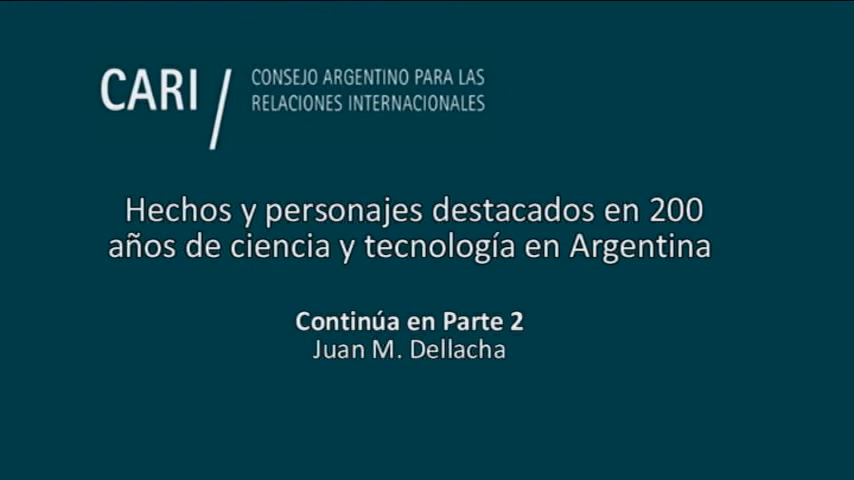 CARI
CONSEJO ARGENTINO PARA LAS
RELACIONES INTERNACIONALES
Hechos y personajes destacados en 200
años de ciencia y tecnología en Argentina
Continúa en Parte 2
Juan M. Dellacha